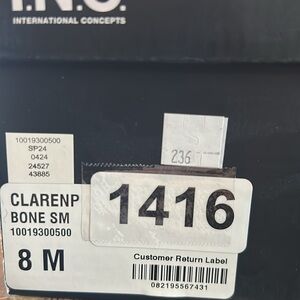 I.N.C.
INTERNATIONAL CONCEPTS
10019300500
SP24
0424
24527
43885
236
CLARENP
BONE SM
10019300500
8 M
1416
Customer Return Label
082195567431